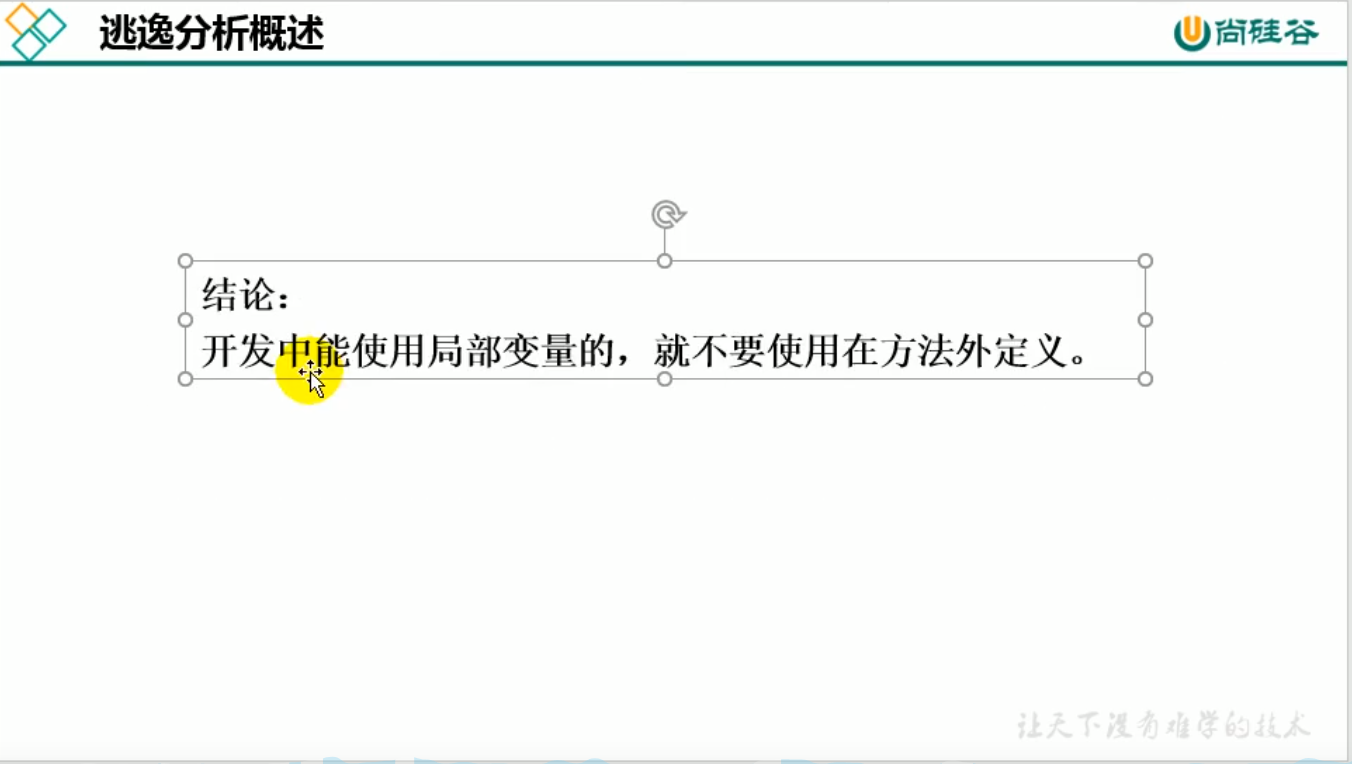 逃逸分析概述
尚硅谷
结论：
开发中能使用局部变量的，就不要使用在方法外定义。
让天下没有难学的技术